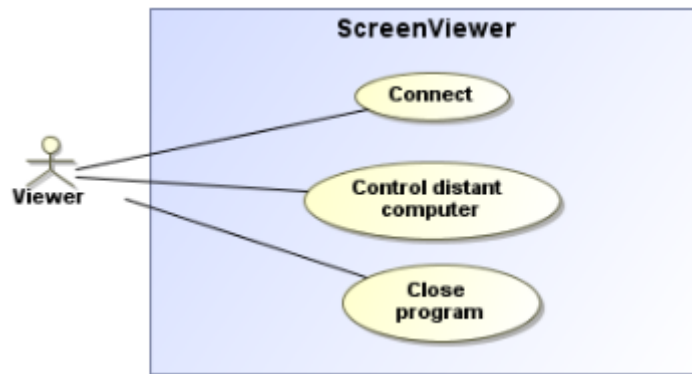 ScreenViewer
Connect
Viewer
Control distant
computer
Close
program